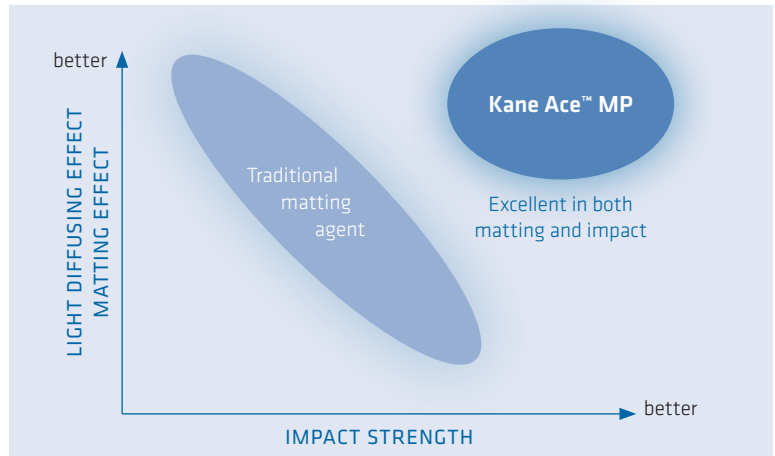 better
LIGHT DIFFUSING EFFECT
MATTING EFFECT
Traditional
matting
agent
Kane Ace™ MP
Excellent in both
matting and impact
better
IMPACT STRENGTH